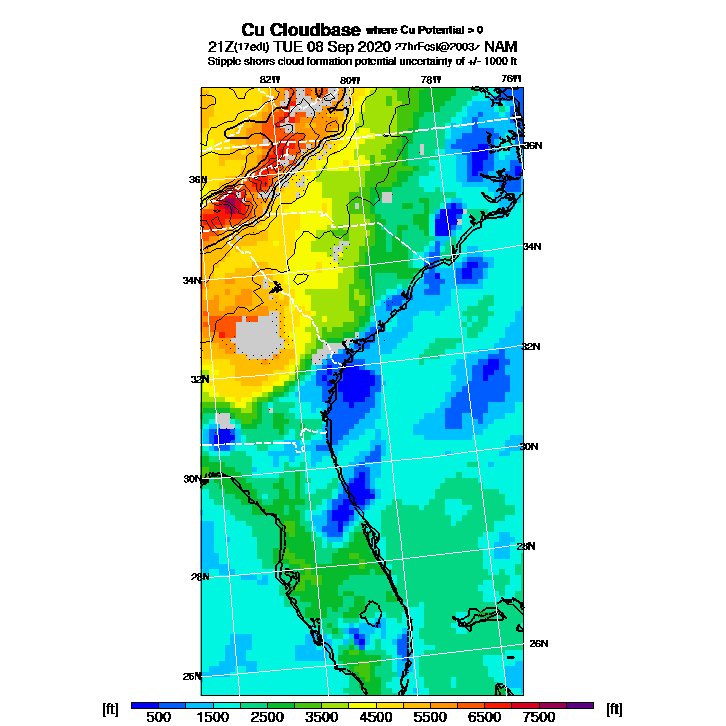 Cu Cloudbase where Cu Potential > 0
21Z(17edt) TUE 08 Sep 2020 27hrFcst@2003z NAM
Stipple shows cloud formation potential uncertainty of +/- 1000 ft
82W 80W 78W 76W
36N
36N
34N
34N
32N
32N
30N
30N
28N
28N
26N
26N
[ft] [ft]
500 1500 2500 3500 4500 5500 6500 7500